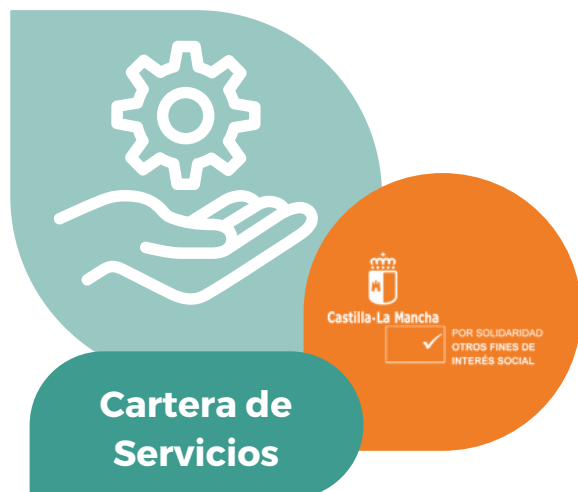 Castilla-La Mancha
POR SOLIDARIDAD
OTROS FINES DE
INTERÉS SOCIAL
Cartera de
Servicios